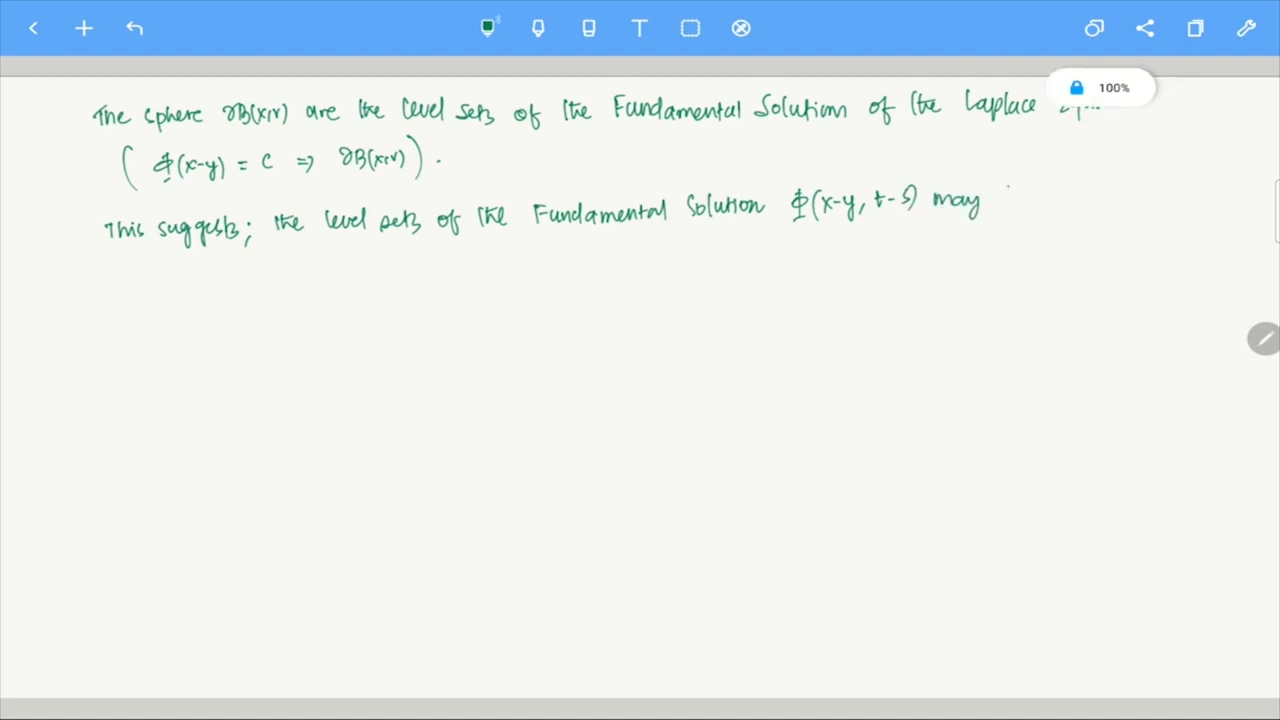 100%
The sphere ∂B(x,r) are the level sets of the Fundamental Solution of the Laplace
( Φ(x-y) = c ⇒ ∂B(x,r) ) .
This suggests; the level sets of the Fundamental Solution Φ(x-y, t-s) may